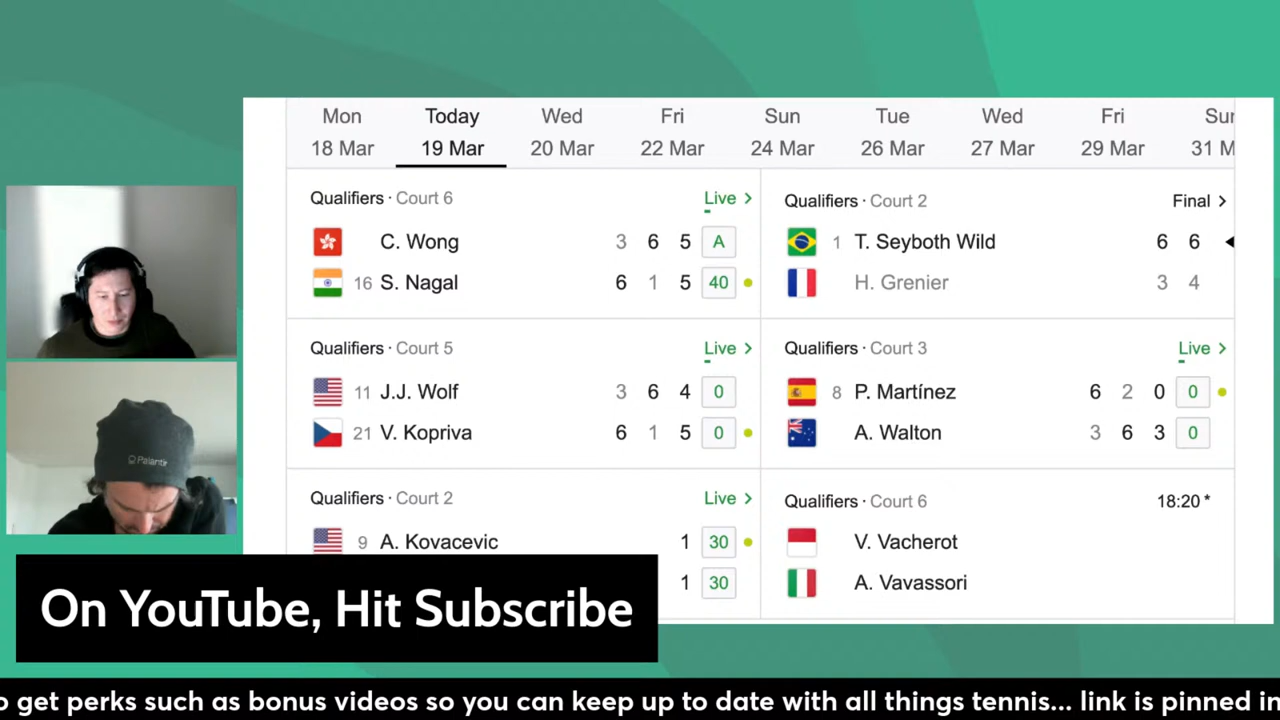 Mon Today Wed Fri Sun Tue Wed Fri Sur
18 Mar 19 Mar 20 Mar 22 Mar 24 Mar 26 Mar 27 Mar 29 Mar 31 M
Qualifiers · Court 6 Live
C. Wong 3 6 5 A
16 S. Nagal 6 1 5 40
Qualifiers · Court 2 Final
1 T. Seyboth Wild 6 6
H. Grenier 3 4
Qualifiers · Court 5 Live
11 J.J. Wolf 3 6 4 0
21 V. Kopriva 6 1 5 0
Qualifiers · Court 3 Live
8 P. Martínez 6 2 0 0
A. Walton 3 6 3 0
Qualifiers · Court 2 Live
9 A. Kovacevic 1 30
1 30
Qualifiers · Court 6 18:20 *
V. Vacherot
A. Vavassori
Palantir
On YouTube, Hit Subscribe
o get perks such as bonus videos so you can keep up to date with all things tennis... link is pinned in